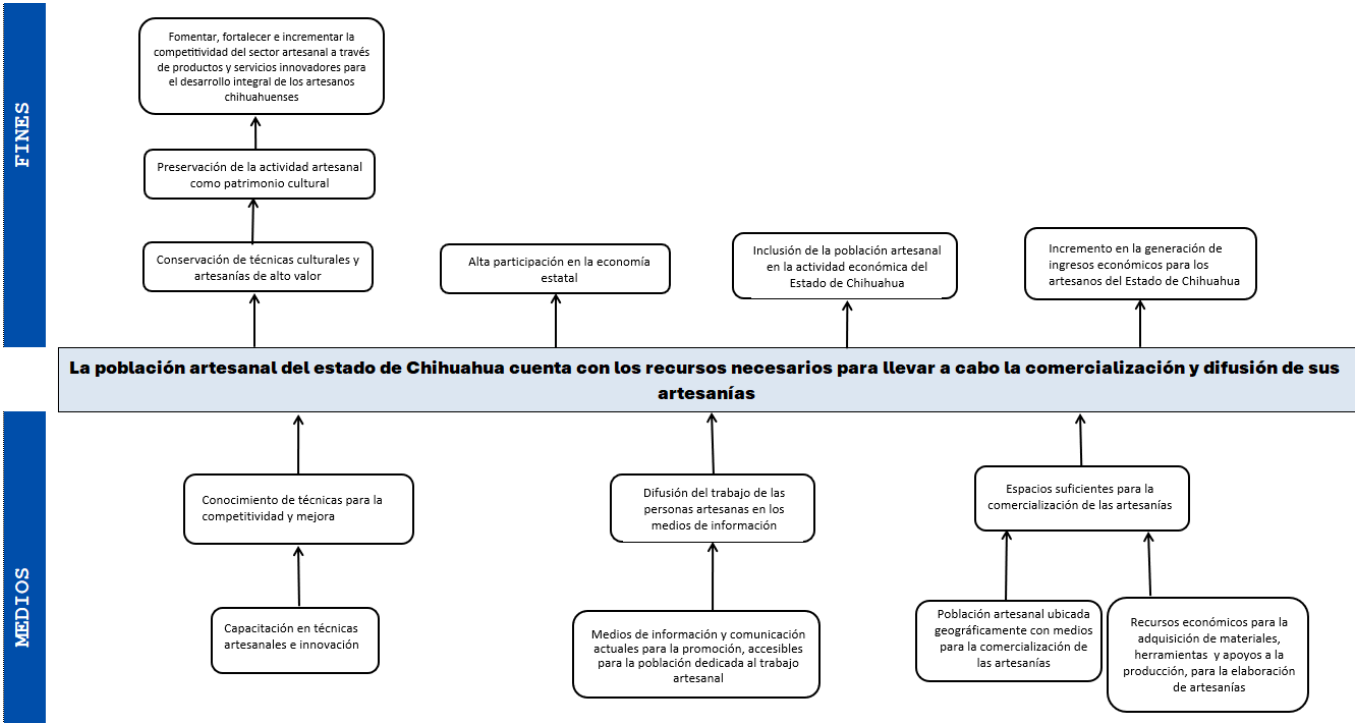 FINES
Fomentar, fortalecer e incrementar la
competitividad del sector artesanal a través
de productos y servicios innovadores para
el desarrollo integral de los artesanos
chihuahuenses
Preservación de la actividad artesanal
como patrimonio cultural
Conservación de técnicas culturales y
artesanías de alto valor
Alta participación en la economía
estatal
Inclusión de la población artesanal
en la actividad económica del
Estado de Chihuahua
Incremento en la generación de
ingresos económicos para los
artesanos del Estado de Chihuahua
La población artesanal del estado de Chihuahua cuenta con los recursos necesarios para llevar a cabo la comercialización y difusión de sus
artesanías
MEDIOS
Conocimiento de técnicas para la
competitividad y mejora
Difusión del trabajo de las
personas artesanas en los
medios de información
Espacios suficientes para la
comercialización de las artesanías
Capacitación en técnicas
artesanales e innovación
Medios de información y comunicación
actuales para la promoción, accesibles
para la población dedicada al trabajo
artesanal
Población artesanal ubicada
geográficamente con medios
para la comercialización de
las artesanías
Recursos económicos para la
adquisición de materiales,
herramientas y apoyos a la
producción, para la elaboración
de artesanías